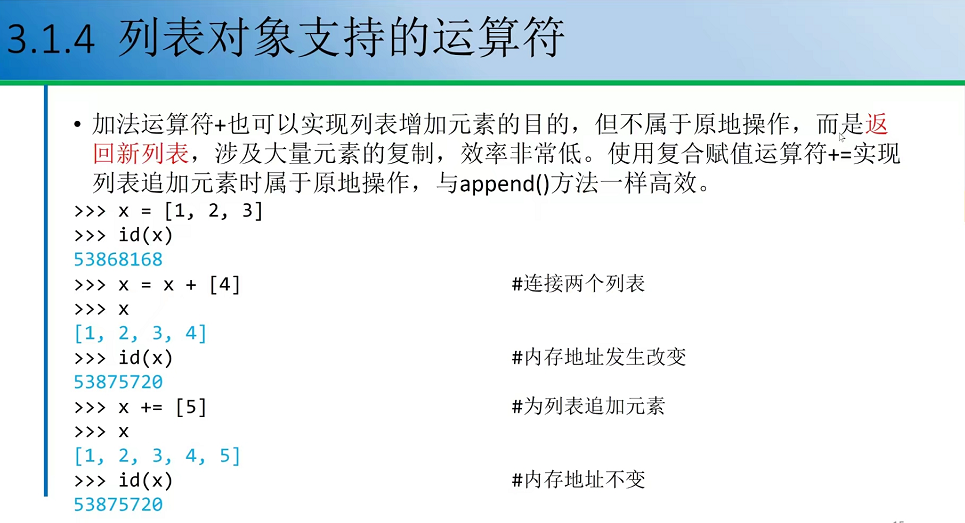 3.1.4 列表对象支持的运算符
• 加法运算符+也可以实现列表增加元素的目的，但不属于原地操作，而是返
回新列表，涉及大量元素的复制，效率非常低。使用复合赋值运算符+=实现
列表追加元素时属于原地操作，与append()方法一样高效。
>>> x = [1, 2, 3]
>>> id(x)
53868168
>>> x = x + [4] #连接两个列表
>>> x
[1, 2, 3, 4]
>>> id(x) #内存地址发生改变
53875720
>>> x += [5] #为列表追加元素
>>> x
[1, 2, 3, 4, 5]
>>> id(x) #内存地址不变
53875720